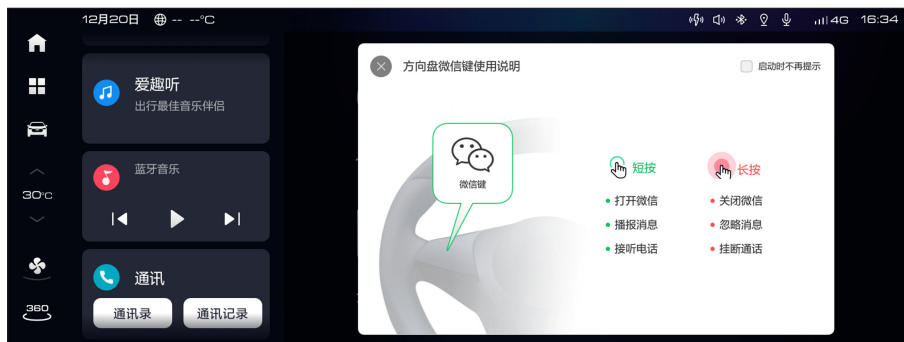 12月20日 -- --°C
4G 16:34
爱趣听
出行最佳音乐伴侣
蓝牙音乐
30°C
通讯
通讯录 通讯记录
360
方向盘微信键使用说明
启动时不再提示
微信键
短按
打开微信
播报消息
接听电话
长按
关闭微信
忽略消息
挂断通话